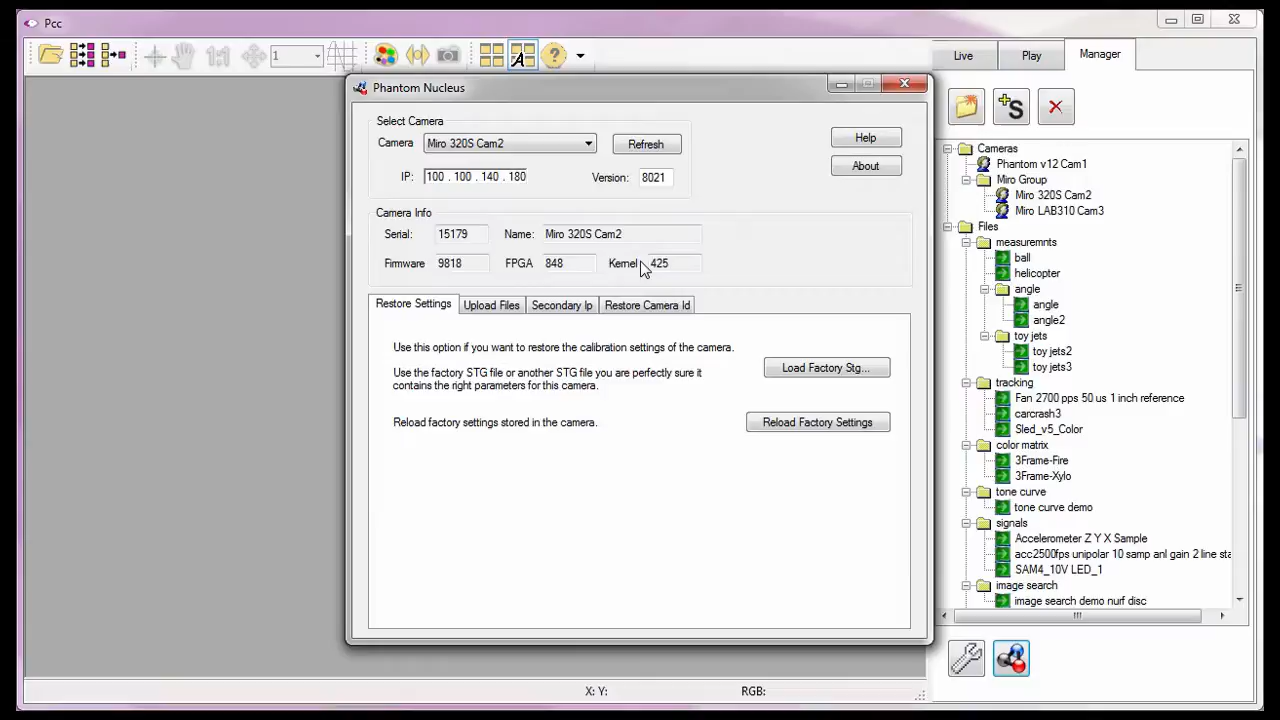 Pcc
1:1
1
A
?
Live
Play
Manager
Phantom Nucleus
Select Camera
Camera
Miro 320S Cam2
Refresh
Help
IP:
100 . 100 . 140 . 180
Version:
8021
About
Camera Info
Serial:
15179
Name:
Miro 320S Cam2
Firmware
9818
FPGA
848
Kernel
425
Restore Settings
Upload Files
Secondary Ip
Restore Camera Id
Use this option if you want to restore the calibration settings of the camera.
Use the factory STG file or another STG file you are perfectly sure it
contains the right parameters for this camera.
Load Factory Stg...
Reload factory settings stored in the camera.
Reload Factory Settings
+S
Cameras
Phantom v12 Cam1
Miro Group
Miro 320S Cam2
Miro LAB310 Cam3
Files
measuremnts
ball
helicopter
angle
angle
angle2
toy jets
toy jets2
toy jets3
tracking
Fan 2700 pps 50 us 1 inch reference
carcrash3
Sled_v5_Color
color matrix
3Frame-Fire
3Frame-Xylo
tone curve
tone curve demo
signals
Accelerometer Z Y X Sample
acc2500fps unipolar 10 samp anl gain 2 line sta
SAM4_10V LED_1
image search
image search demo nurf disc
X: Y:
RGB: